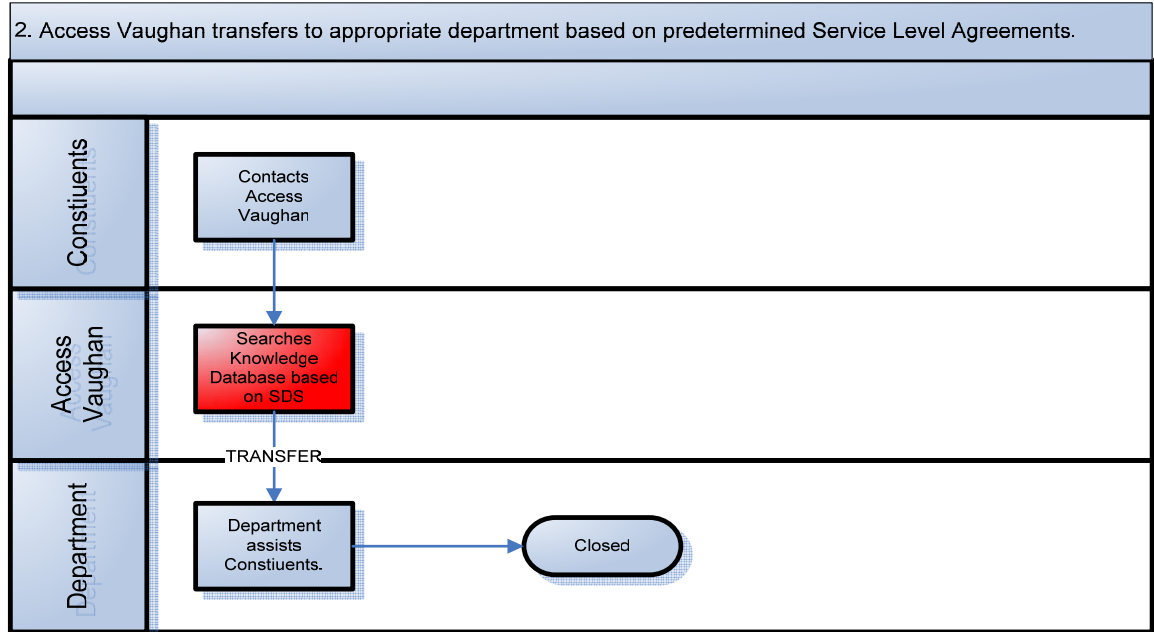 2. Access Vaughan transfers to appropriate department based on predetermined Service Level Agreements.
Constiuents
Contacts
Access
Vaughan
Access
Vaughan
Searches
Knowledge
Database based
on SDS
TRANSFER
Department
Department
assists
Constiuents.
Closed